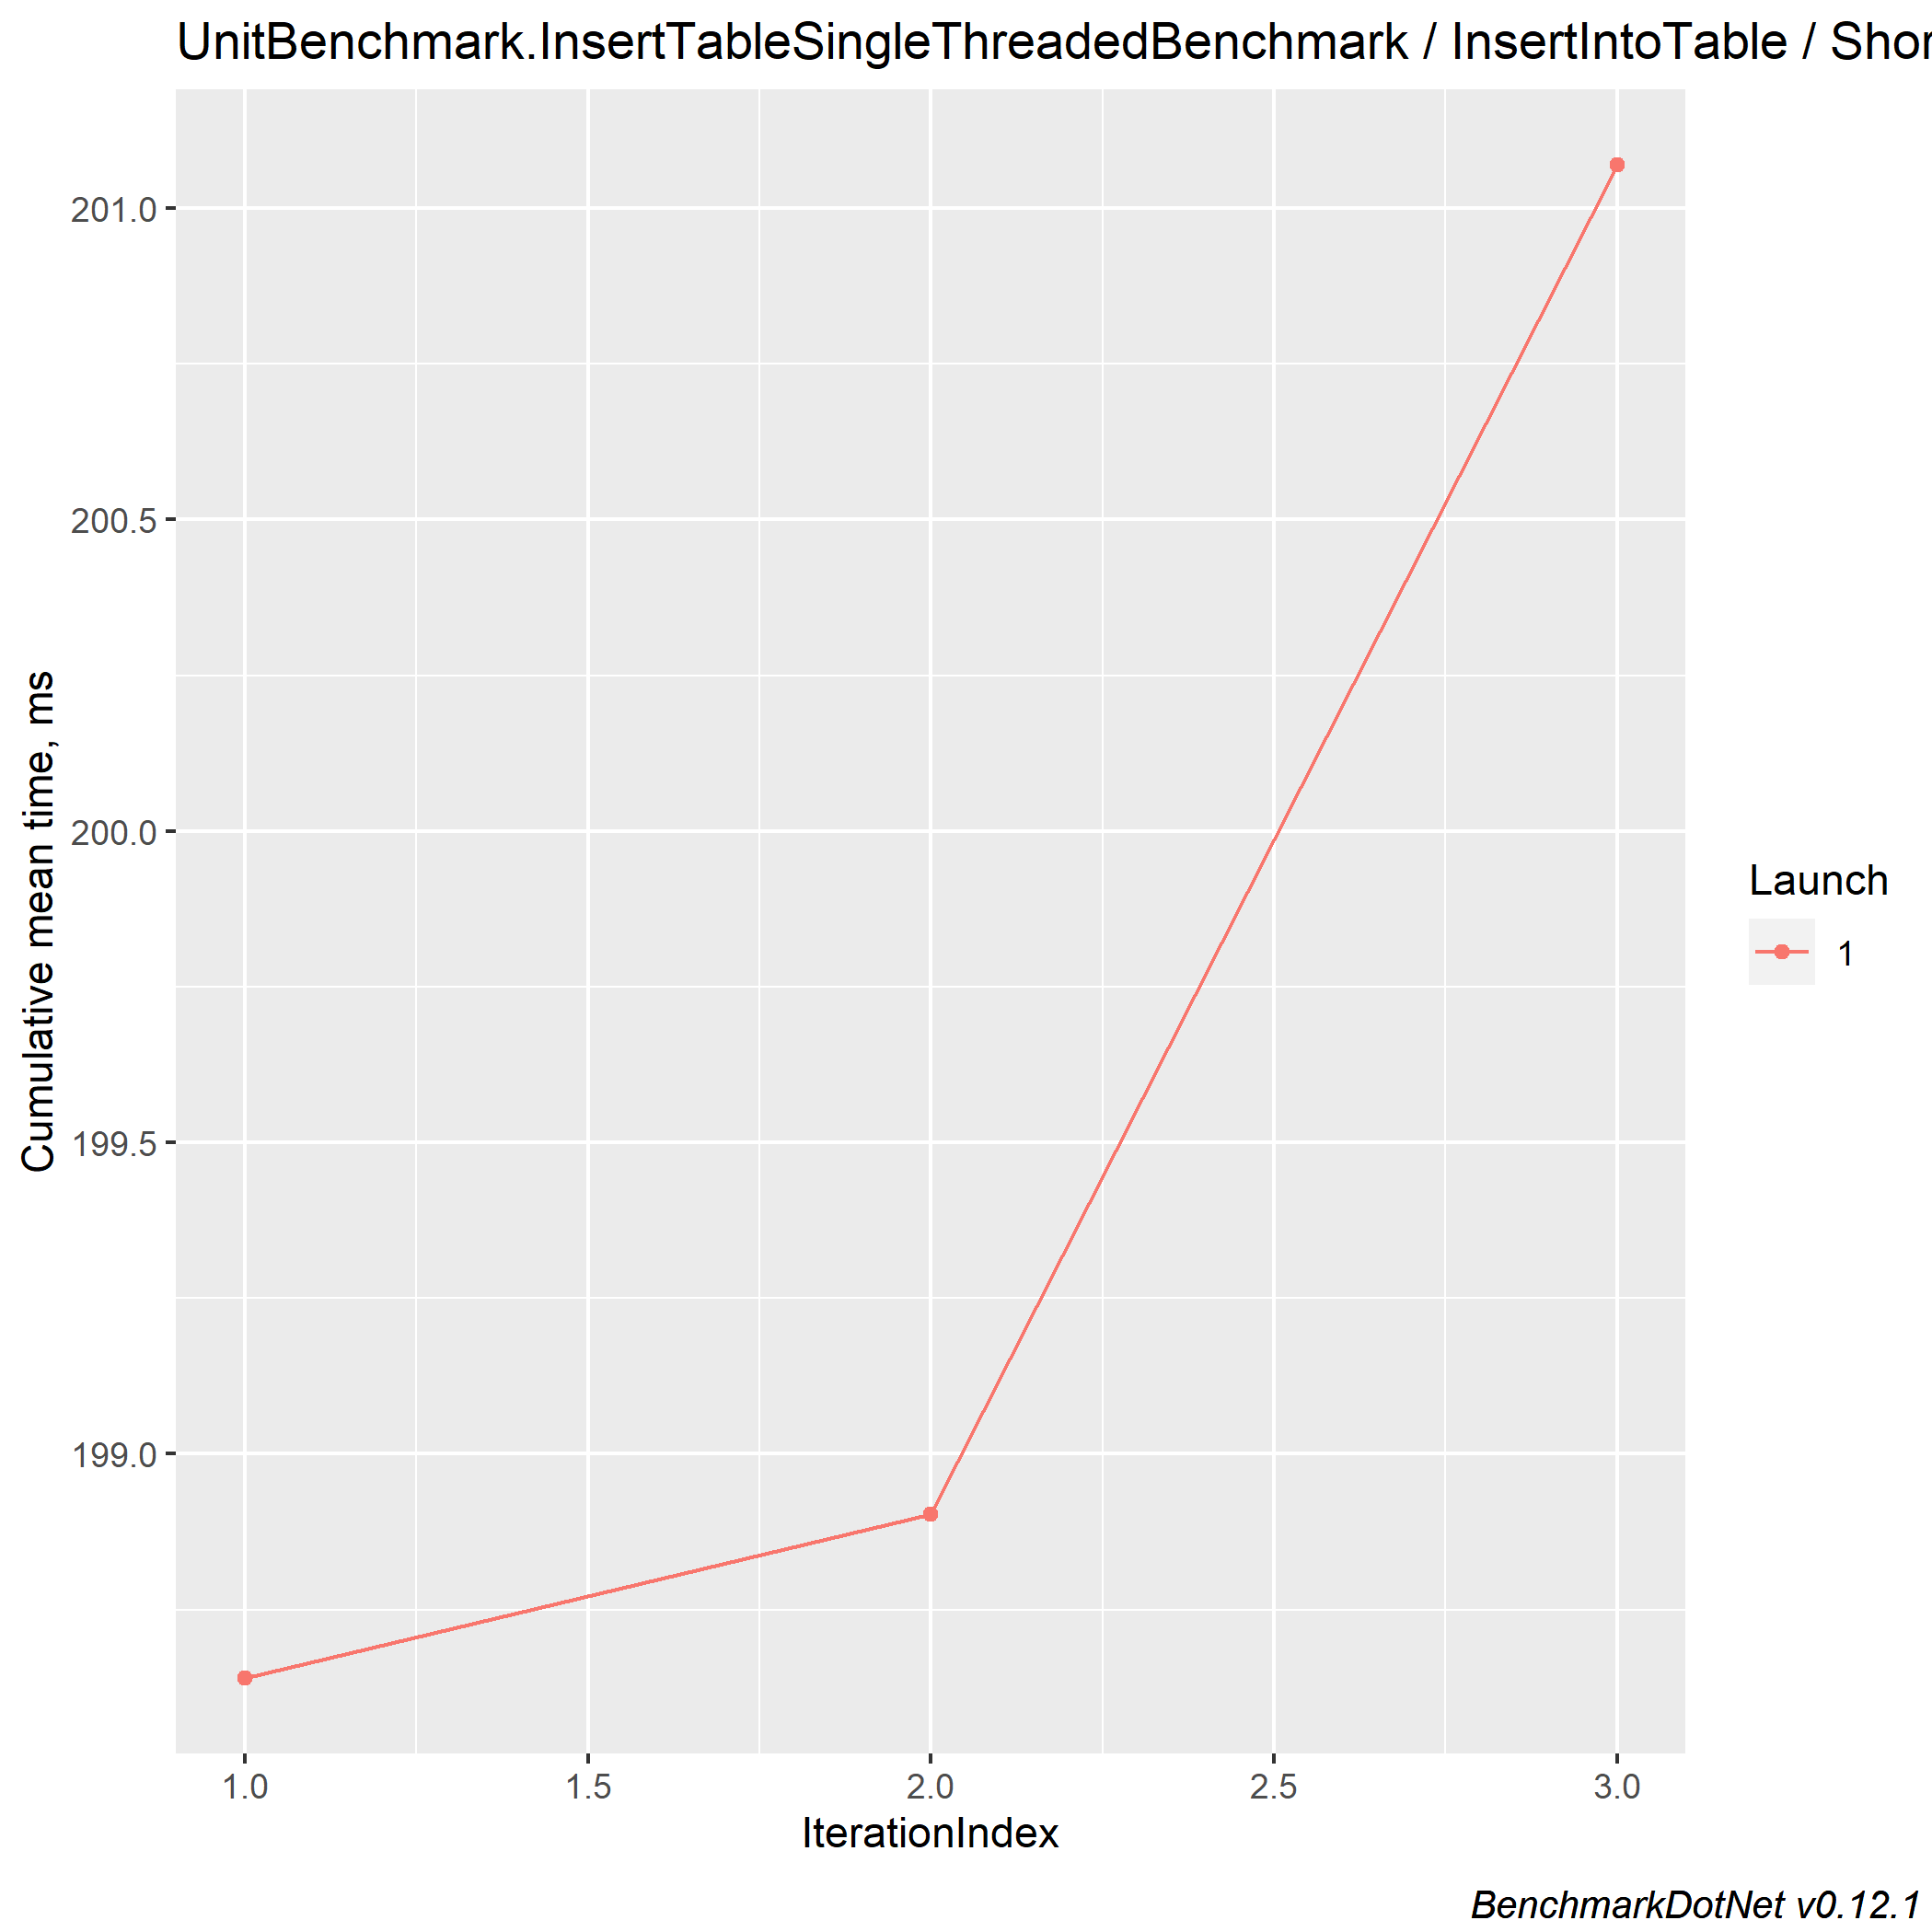 UnitBenchmark.InsertTableSingleThreadedBenchmark / InsertIntoTable / Shor
201.0
200.5
200.0
199.5
199.0
Cumulative mean time, ms
1.0 1.5 2.0 2.5 3.0
IterationIndex
Launch
1
BenchmarkDotNet v0.12.1